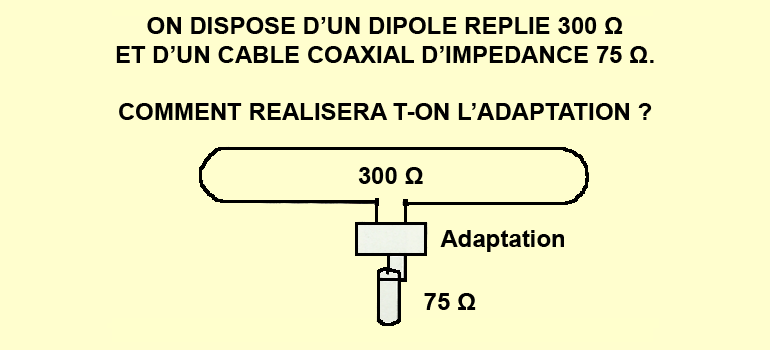 ON DISPOSE D’UN DIPOLE REPLIE 300 Ω
ET D’UN CABLE COAXIAL D’IMPEDANCE 75 Ω.
COMMENT REALISERA T-ON L’ADAPTATION ?
300 Ω
Adaptation
75 Ω